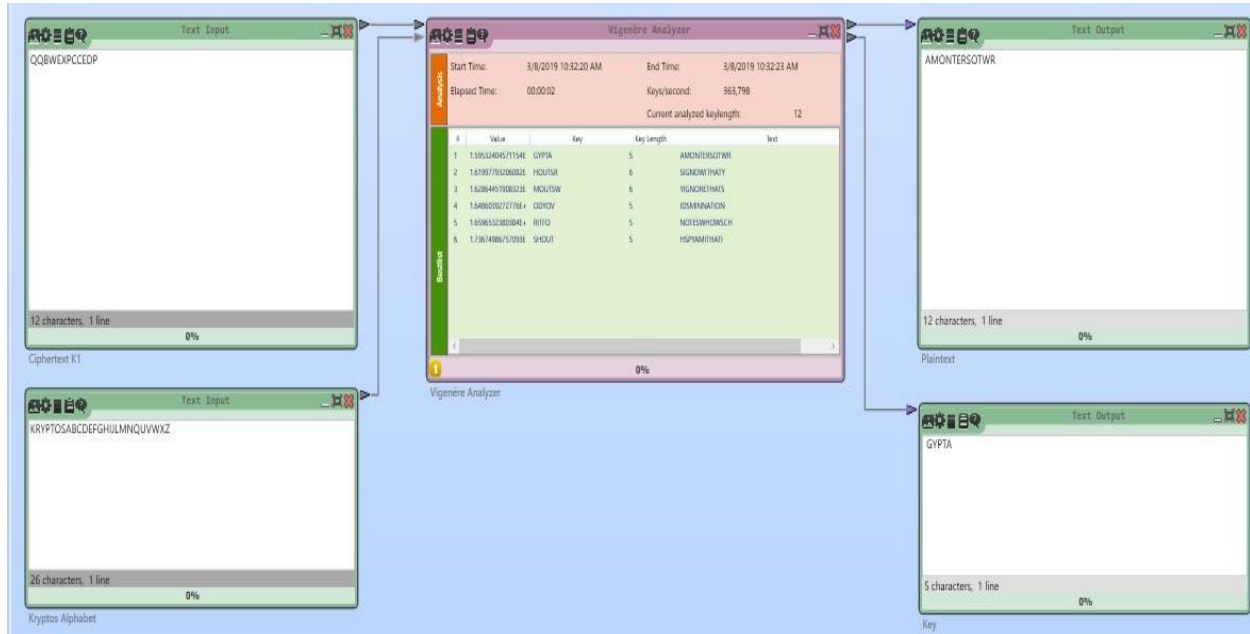 Text Input
QQBWEXPCCEDP
12 characters, 1 line
0%
Ciphertext K1
Text Input
KRYPTOSABCDEFGHIJLMNQUVWXZ
26 characters, 1 line
0%
Kryptos Alphabet
Vigenère Analyzer
Analysis
Start Time: 3/8/2019 10:32:20 AM End Time: 3/8/2019 10:32:23 AM
Elapsed Time: 00:00:02 Keys/second: 363,798
Current analyzed keylength: 12
Bestlist
# Value Key Key Length Text
1 GYPTA 5 AMONTERSOTWR
2 HOUTSR 6 SIGNOWITHATY
3 MOUTSW 6 YIGNORETHATS
4 5 IDSMINNATION
5 5 NOTESWHOWSCH
6 SHOUT 5 HSPYAMITHATI
0%
Vigenère Analyzer
Text Output
AMONTERSOTWR
12 characters, 1 line
0%
Plaintext
Text Output
GYPTA
5 characters, 1 line
0%
Key